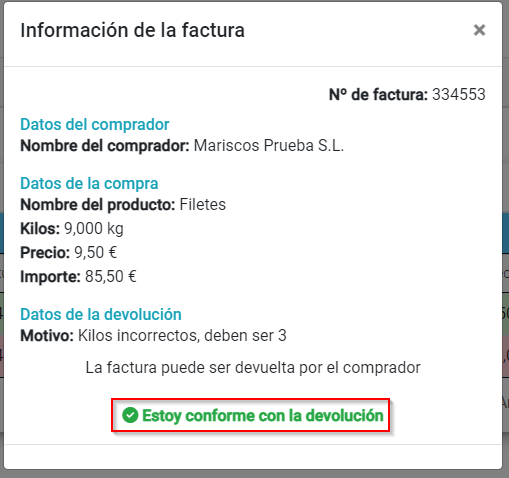 Información de la factura
×
Nº de factura: 334553
Datos del comprador
Nombre del comprador: Mariscos Prueba S.L.
Datos de la compra
Nombre del producto: Filetes
Kilos: 9,000 kg
Precio: 9,50 €
Importe: 85,50 €
Datos de la devolución
Motivo: Kilos incorrectos, deben ser 3
La factura puede ser devuelta por el comprador
Estoy conforme con la devolución